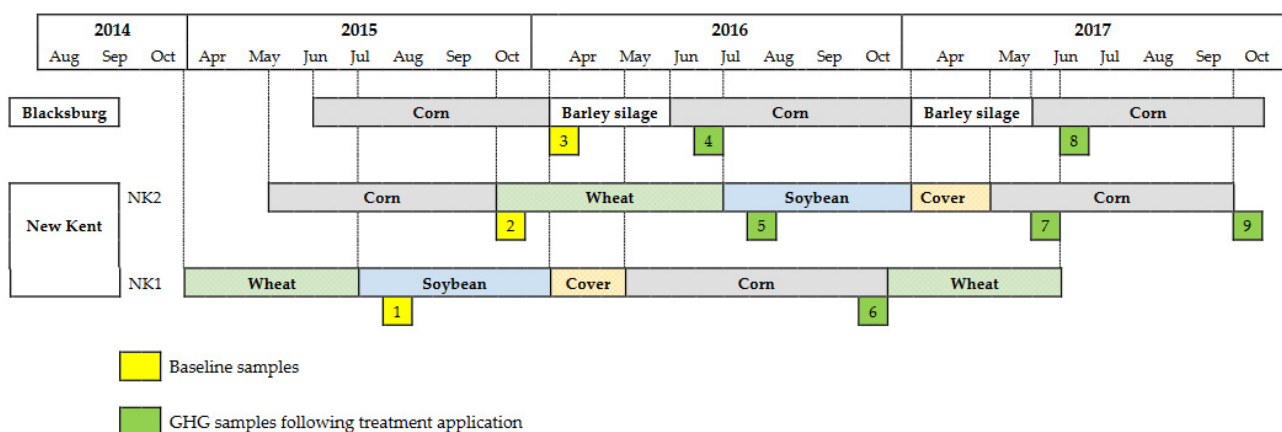 2014 2015 2016 2017
Aug Sep Oct Apr May Jun Jul Aug Sep Oct Apr May Jun Jul Aug Sep Oct Apr May Jun Jul Aug Sep Oct
Blacksburg Corn Barley silage Corn Barley silage Corn
3 4 8
NK2 Corn Wheat Soybean Cover Corn
New Kent 2 5 7 9
NK1 Wheat Soybean Cover Corn Wheat
1 6
Baseline samples
GHG samples following treatment application